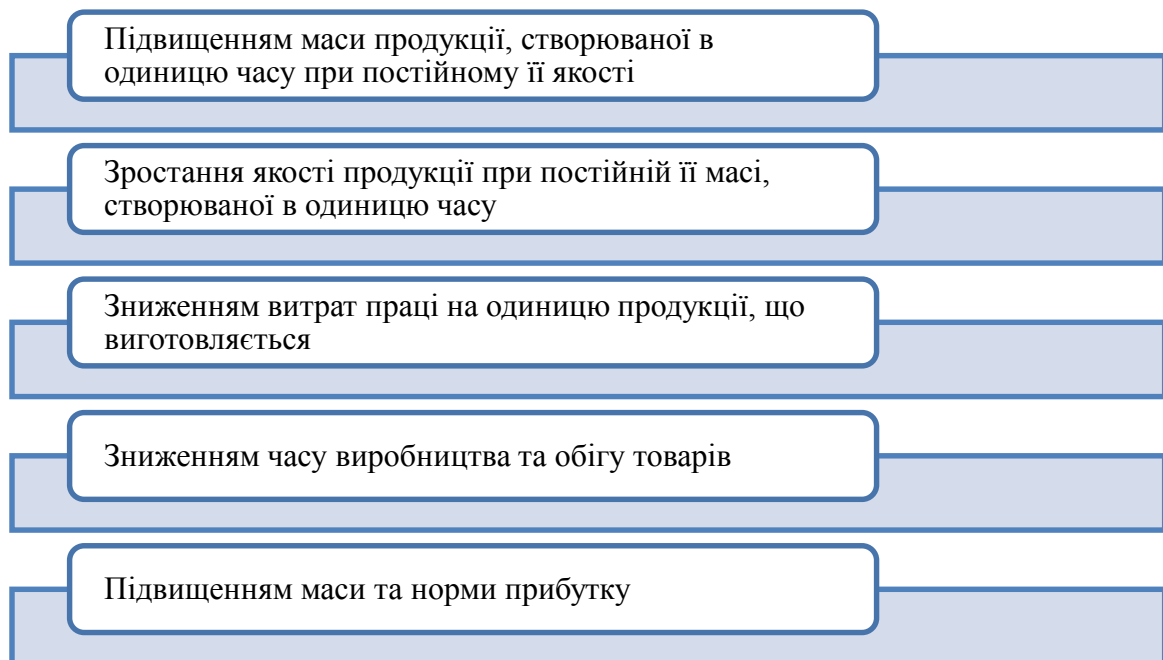 Підвищенням маси продукції, створюваної в
одиницю часу при постійному її якості
Зростання якості продукції при постійній її масі,
створюваної в одиницю часу
Зниженням витрат праці на одиницю продукції, що
виготовляється
Зниженням часу виробництва та обігу товарів
Підвищенням маси та норми прибутку